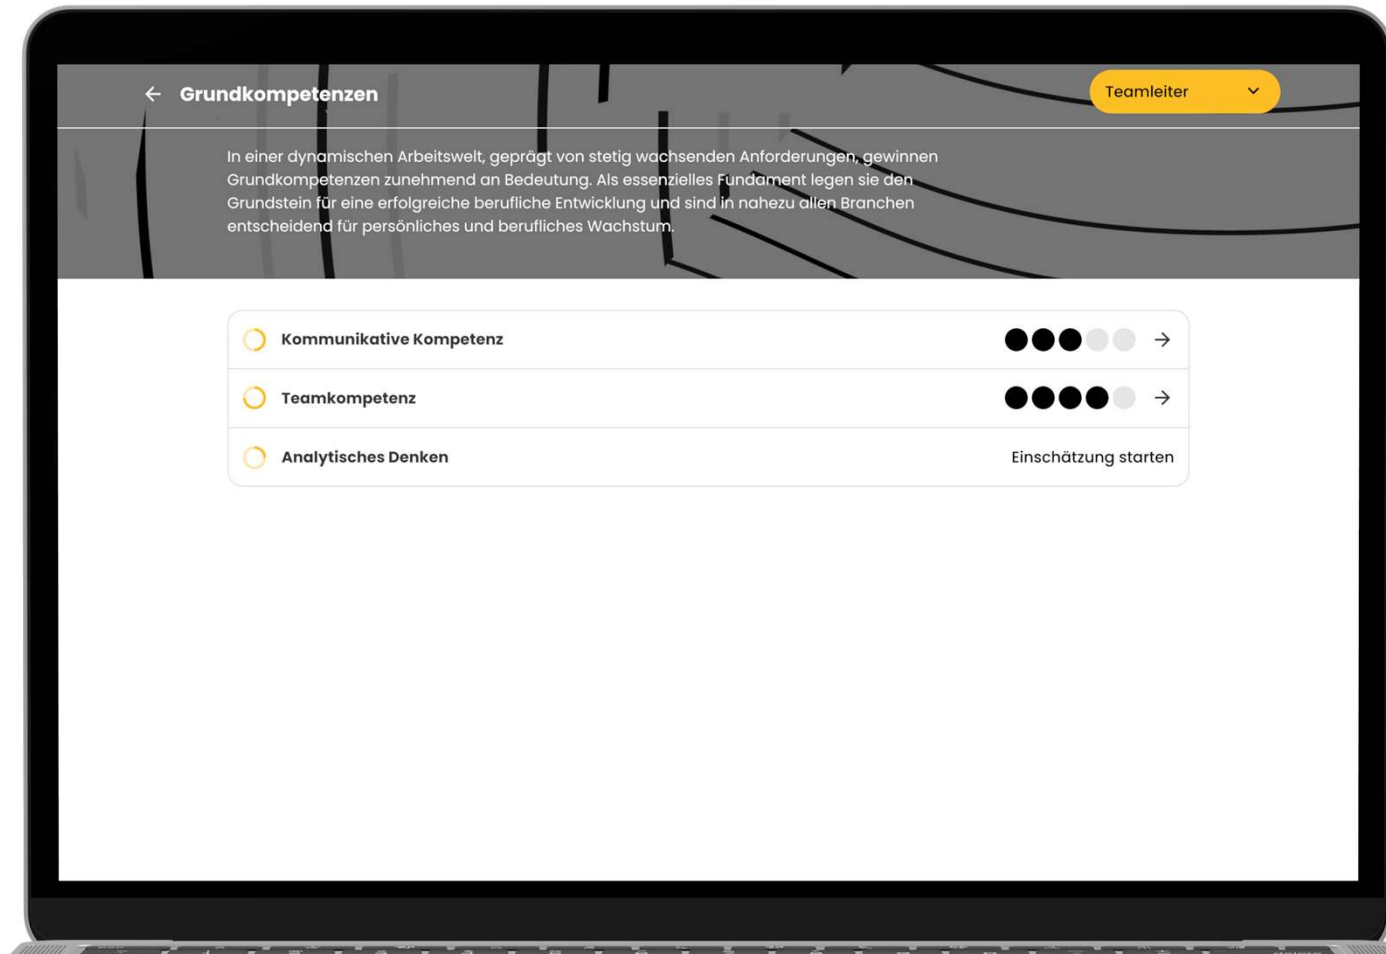 Grundkompetenzen
Teamleiter
In einer dynamischen Arbeitswelt, geprägt von stetig wachsenden Anforderungen, gewinnen
Grundkompetenzen zunehmend an Bedeutung. Als essenzielles Fundament legen sie den
Grundstein für eine erfolgreiche berufliche Entwicklung und sind in nahezu allen Branchen
entscheidend für persönliches und berufliches Wachstum.
Kommunikative Kompetenz
Teamkompetenz
Analytisches Denken
Einschätzung starten